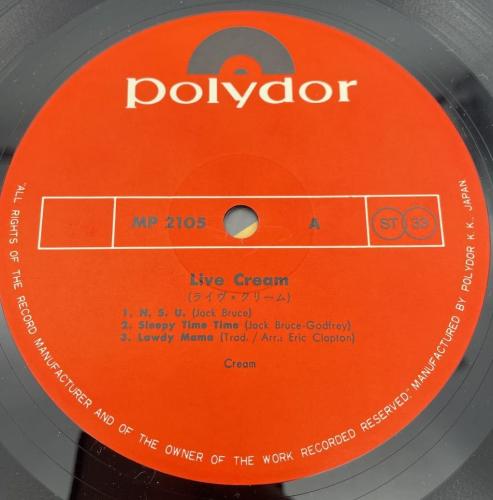 polydor
MP 2105 A ST 33
Live Cream
(ライヴ・クリーム)
1. N. S. U. (Jack Bruce)
2. Sleepy Time Time (Jack Bruce-Godfrey)
3. Lawdy Mama (Trad. / Arr.: Eric Clapton)
Cream
"ALL RIGHTS OF THE RECORD MANUFACTURER AND OF THE OWNER OF THE WORK RECORDED RESERVED." MANUFACTURED BY POLYDOR K.K., JAPAN